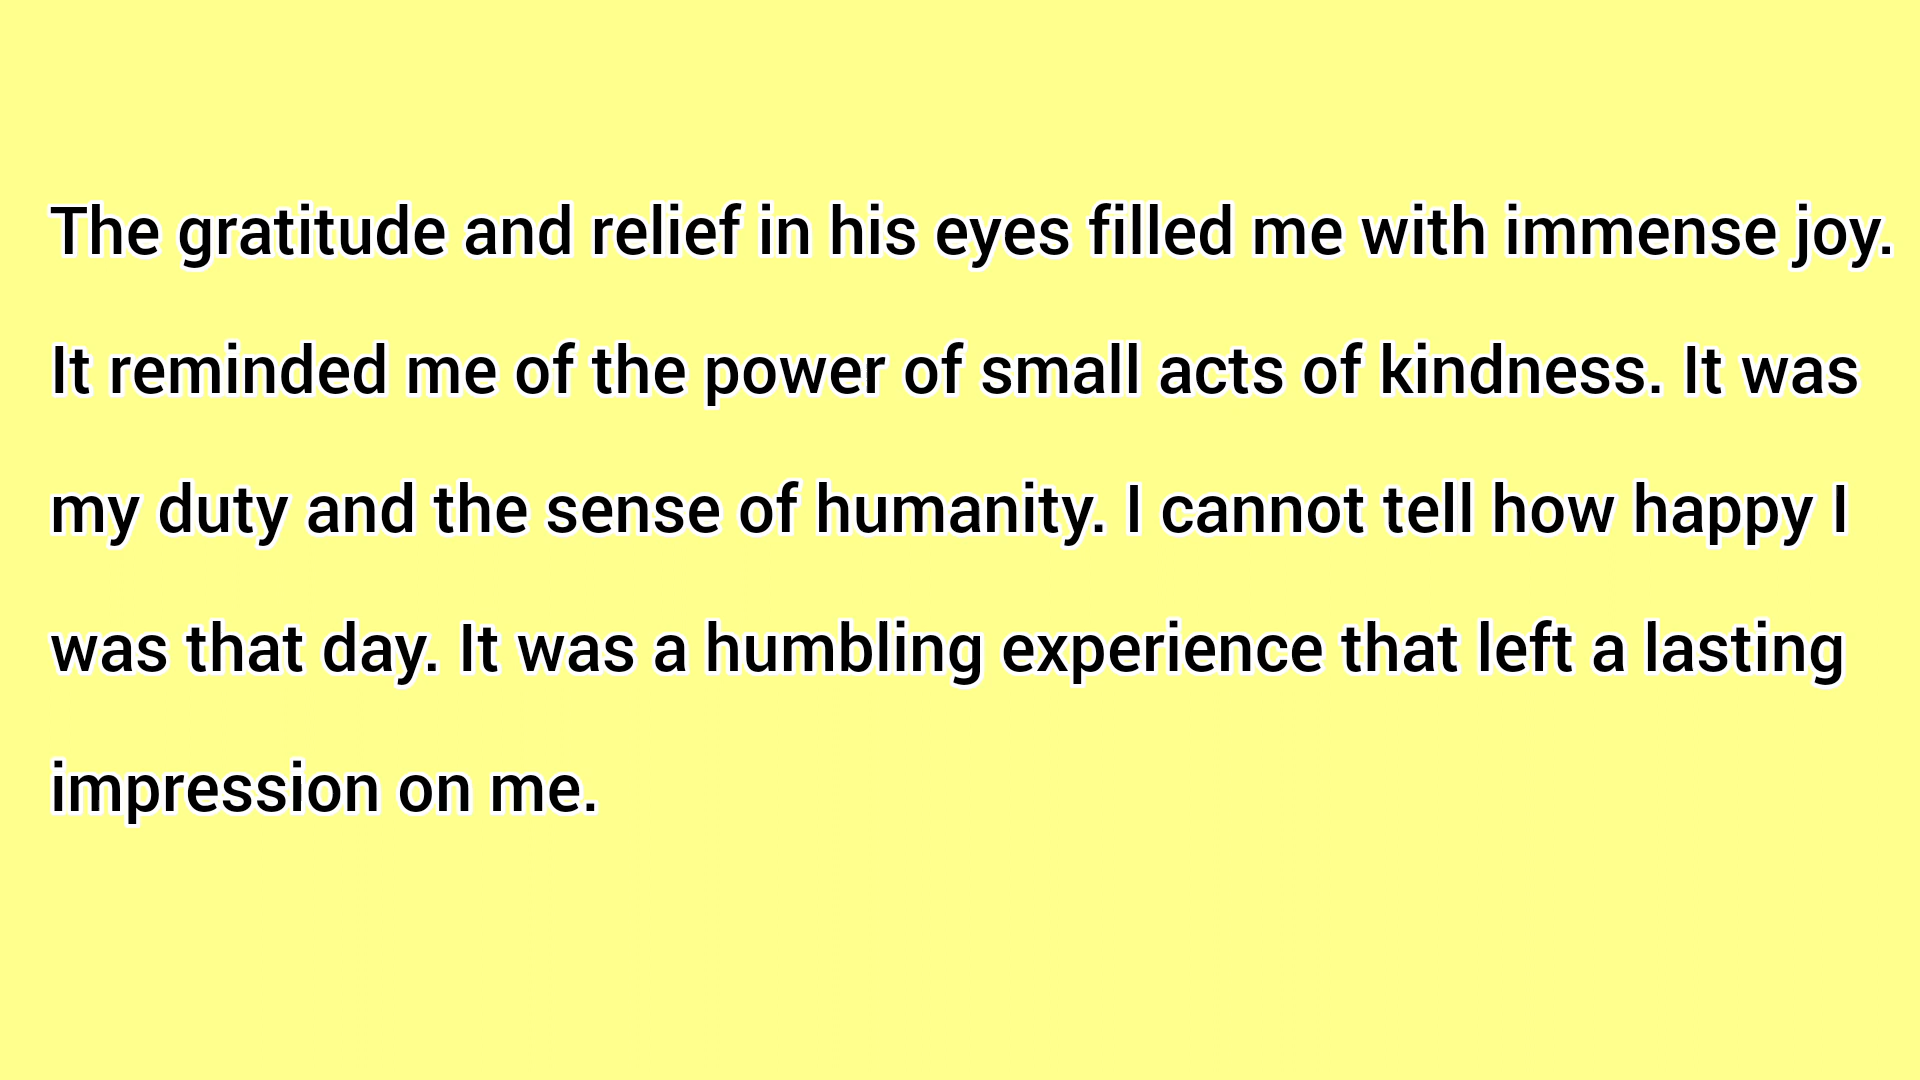 The gratitude and relief in his eyes filled me with immense joy.
It reminded me of the power of small acts of kindness. It was
my duty and the sense of humanity. I cannot tell how happy I
was that day. It was a humbling experience that left a lasting
impression on me.